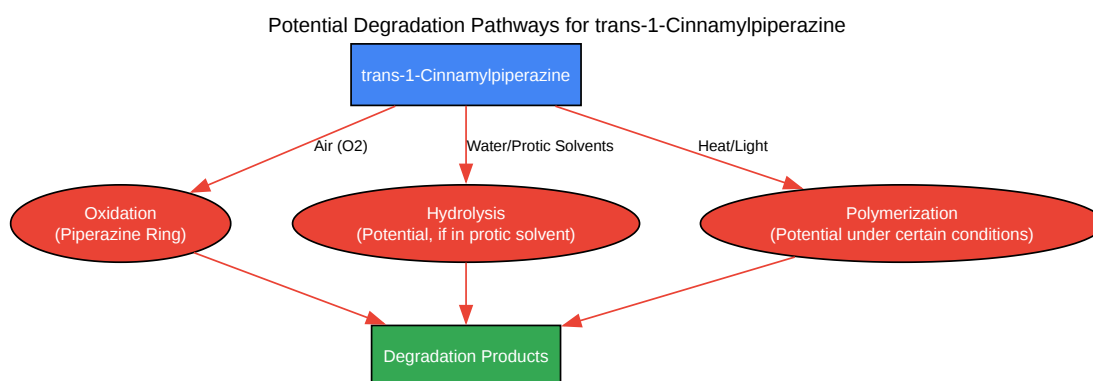 Potential Degradation Pathways for trans-1-Cinnamylpiperazine
trans-1-Cinnamylpiperazine
Air (O2)
Water/Protic Solvents
Heat/Light
Oxidation
(Piperazine Ring)
Hydrolysis
(Potential, if in protic solvent)
Polymerization
(Potential under certain conditions)
Degradation Products